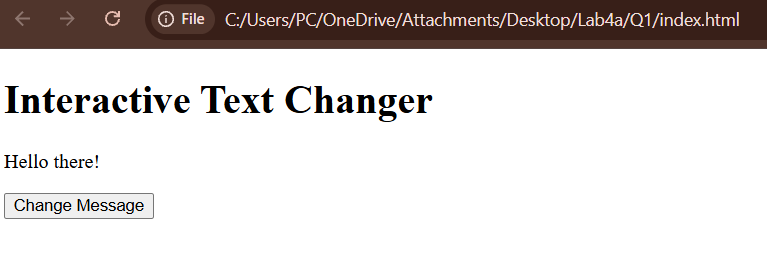 File C:/Users/PC/OneDrive/Attachments/Desktop/Lab4a/Q1/index.html
Interactive Text Changer
Hello there!
Change Message